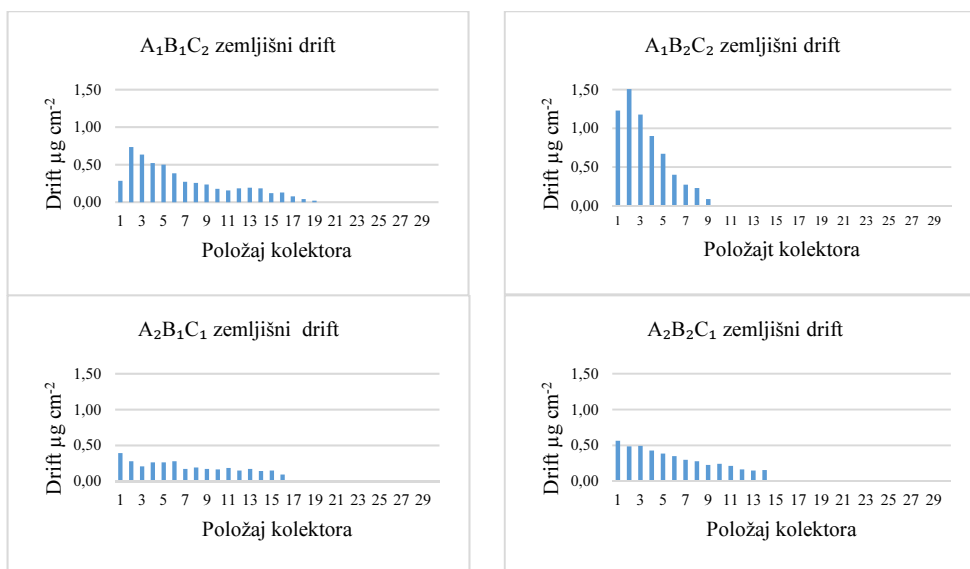 A₁B₁C₂ zemljišni drift
Drift µg cm⁻²
1,50
1,00
0,50
0,00
1 3 5 7 9 11 13 15 17 19 21 23 25 27 29
Položaj kolektora
A₁B₂C₂ zemljišni drift
Drift µg cm⁻²
1,50
1,00
0,50
0,00
1 3 5 7 9 11 13 15 17 19 21 23 25 27 29
Položajt kolektora
A₂B₁C₁ zemljišni drift
Drift µg cm⁻²
1,50
1,00
0,50
0,00
1 3 5 7 9 11 13 15 17 19 21 23 25 27 29
Položaj kolektora
A₂B₂C₁ zemljišni drift
Drift µg cm⁻²
1,50
1,00
0,50
0,00
1 3 5 7 9 11 13 15 17 19 21 23 25 27 29
Položaj kolektora